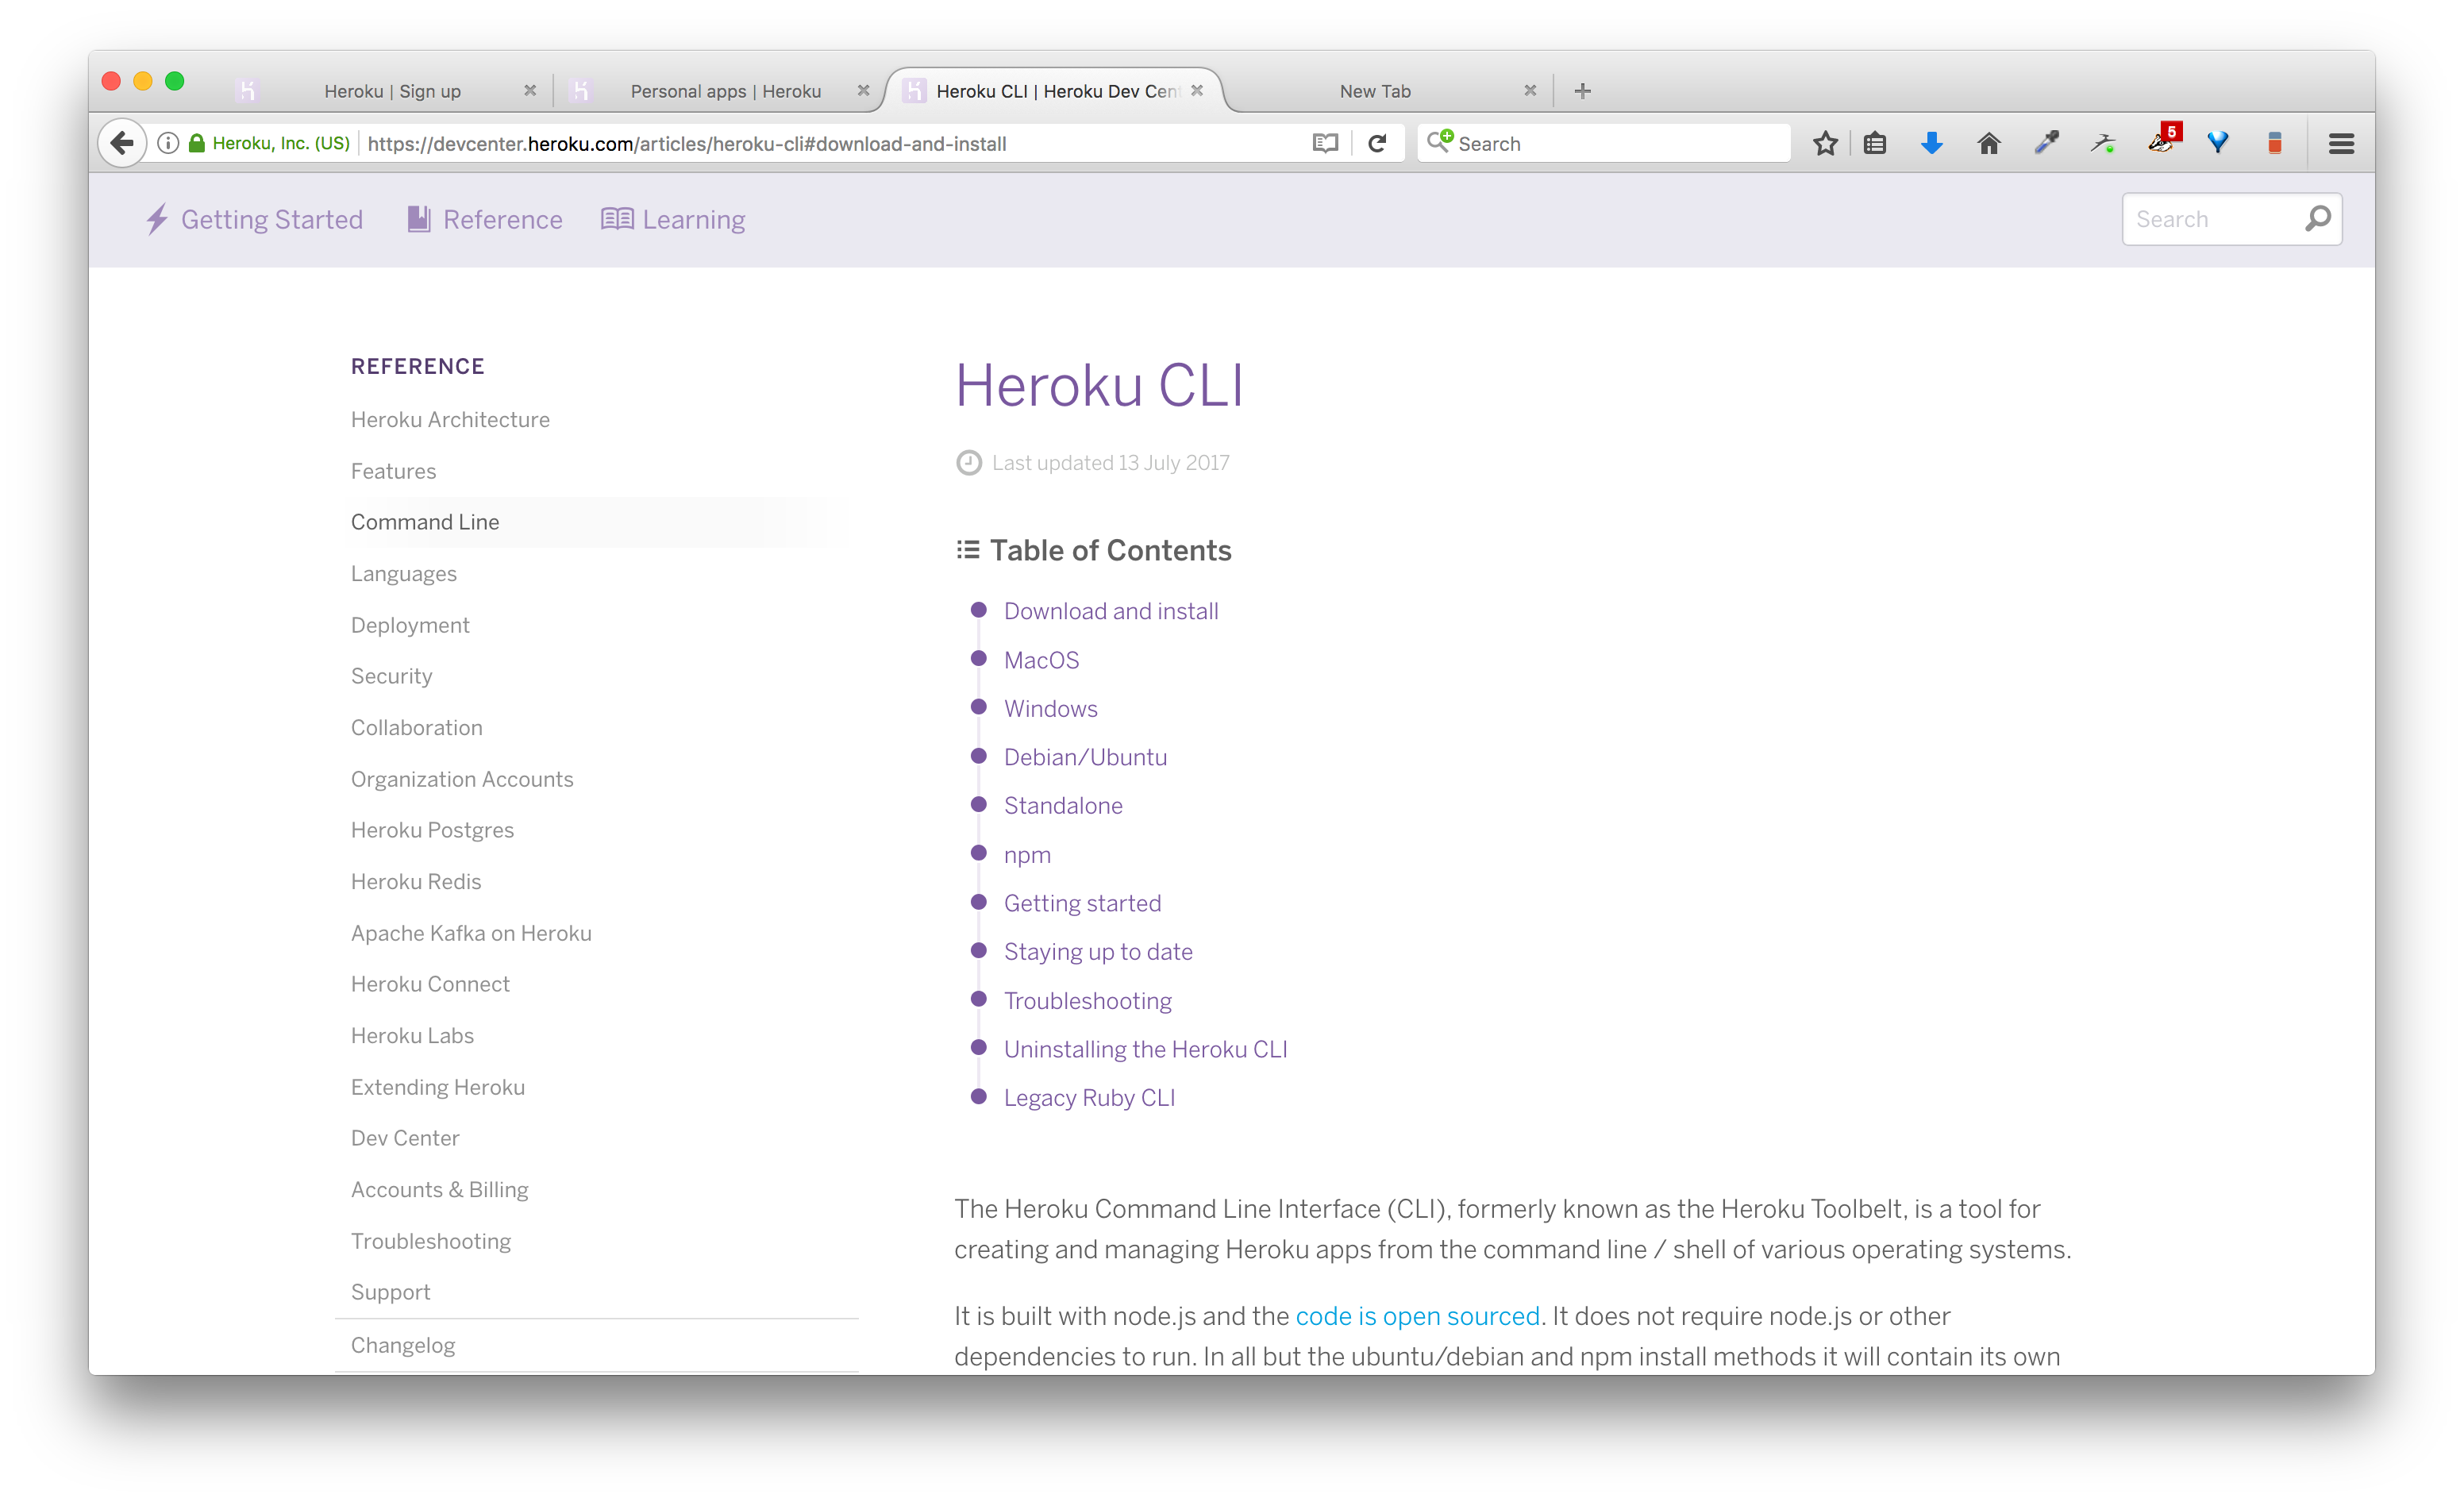 Heroku | Sign up
Personal apps | Heroku
Heroku CLI | Heroku Dev Cen
New Tab
Heroku, Inc. (US)
https://devcenter.heroku.com/articles/heroku-cli#download-and-install
Search
5
Getting Started
Reference
Learning
Search
REFERENCE
Heroku Architecture
Features
Command Line
Languages
Deployment
Security
Collaboration
Organization Accounts
Heroku Postgres
Heroku Redis
Apache Kafka on Heroku
Heroku Connect
Heroku Labs
Extending Heroku
Dev Center
Accounts & Billing
Troubleshooting
Support
Changelog
Heroku CLI
Last updated 13 July 2017
Table of Contents
Download and install
MacOS
Windows
Debian/Ubuntu
Standalone
npm
Getting started
Staying up to date
Troubleshooting
Uninstalling the Heroku CLI
Legacy Ruby CLI
The Heroku Command Line Interface (CLI), formerly known as the Heroku Toolbelt, is a tool for
creating and managing Heroku apps from the command line / shell of various operating systems.
It is built with node.js and the code is open sourced. It does not require node.js or other
dependencies to run. In all but the ubuntu/debian and npm install methods it will contain its own